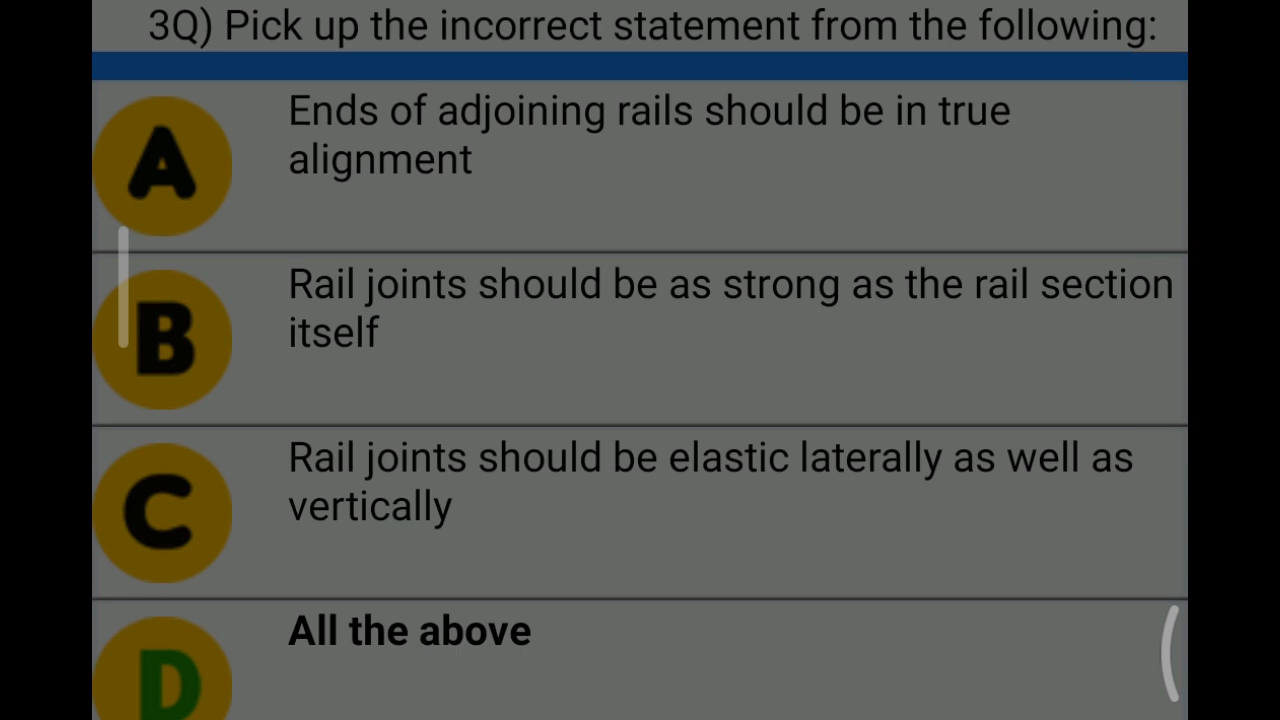 3Q) Pick up the incorrect statement from the following:
A
Ends of adjoining rails should be in true
alignment
B
Rail joints should be as strong as the rail section
itself
C
Rail joints should be elastic laterally as well as
vertically
D
All the above